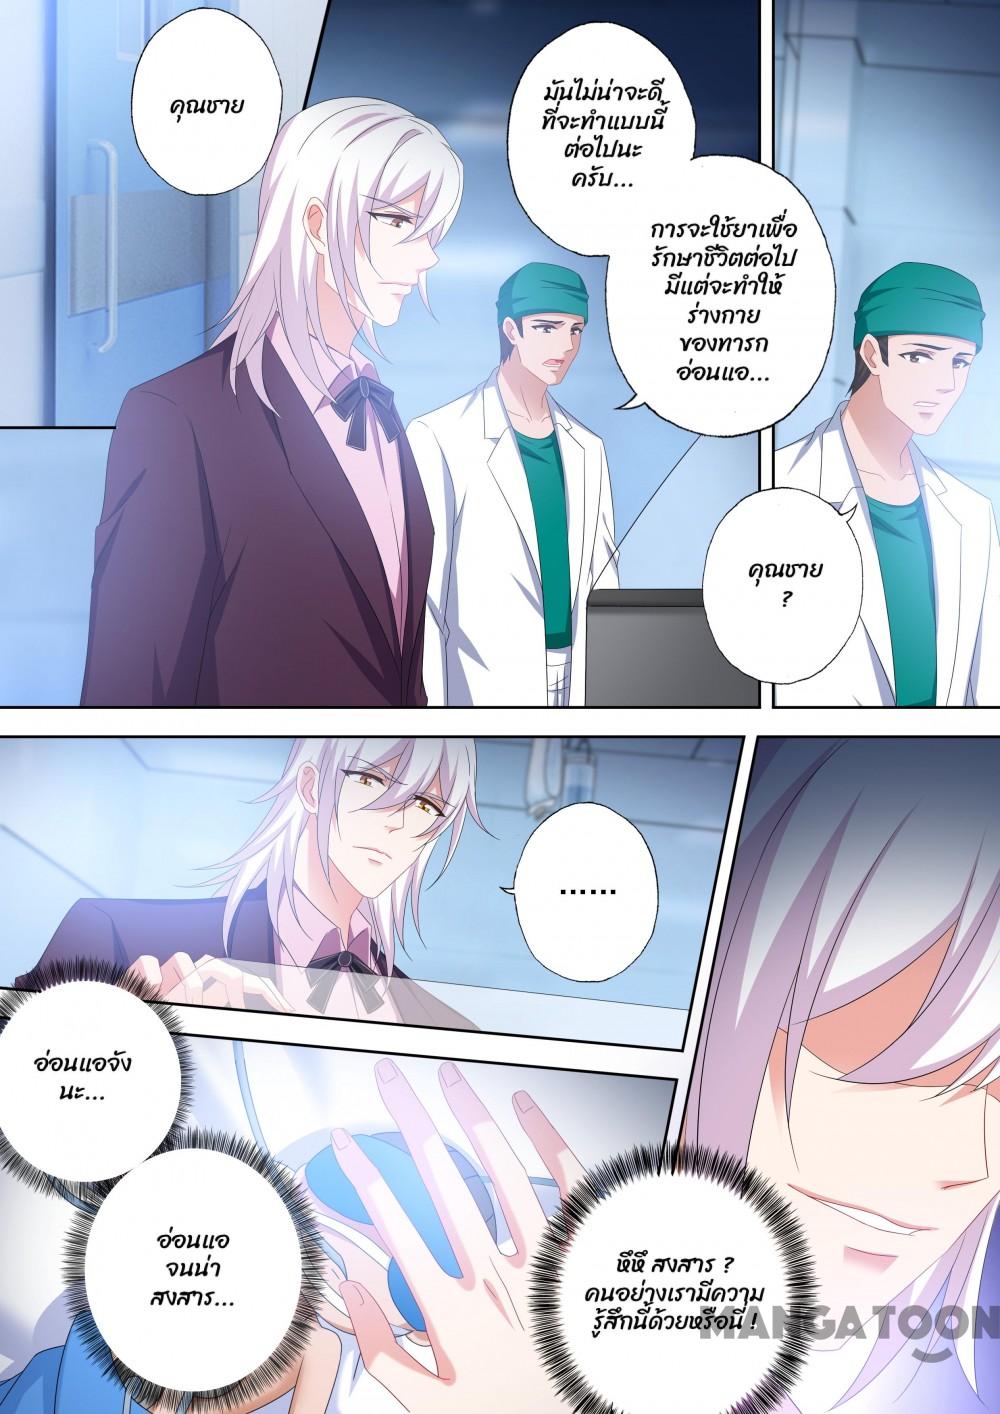 คุณชาย
มันไม่น่าจะดี
ที่จะทำแบบนี้
ต่อไปนะ
ครับ...
การจะใช้ยาเพื่อ
รักษาชีวิตต่อไป
มีแต่จะทำให้
ร่างกาย
ของทารก
อ่อนแอ...
คุณชาย
?
......
อ่อนแอจัง
นะ...
อ่อนแอ
จนน่า
สงสาร...
หึหึ สงสาร ?
คนอย่างเรามีความ
รู้สึกนี้ด้วยหรือนี่ !
MANGATOON